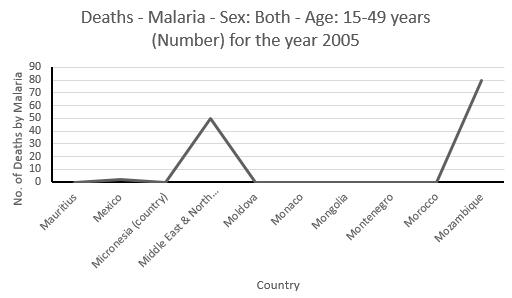 Deaths - Malaria - Sex: Both - Age: 15-49 years
(Number) for the year 2005
No. of Deaths by Malaria
90
80
70
60
50
40
30
20
10
0
Mauritius
Mexico
Micronesia (country)
Middle East & North...
Moldova
Monaco
Mongolia
Montenegro
Morocco
Mozambique
Country